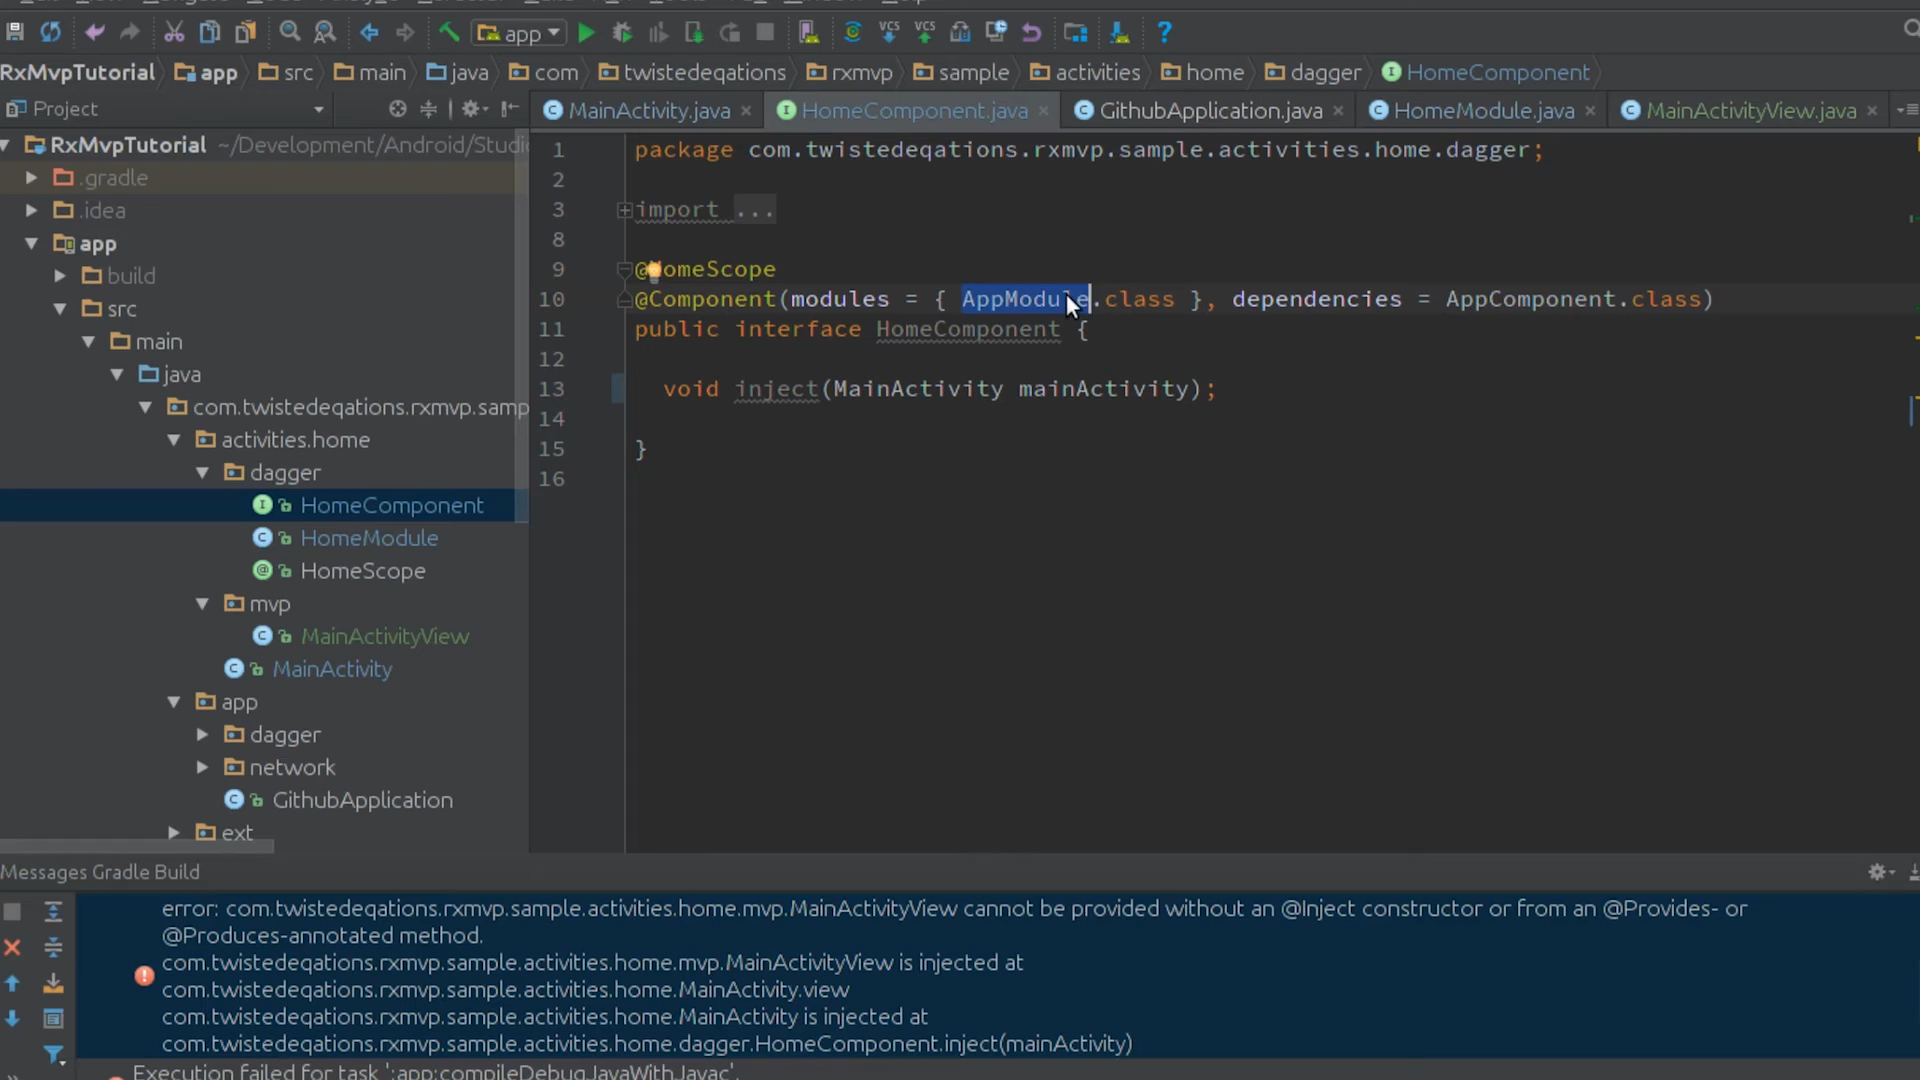 app
RxMvpTutorial app src main java com twistedeqations rxmvp sample activities home dagger HomeComponent
Project
MainActivity.java HomeComponent.java GithubApplication.java HomeModule.java MainActivityView.java
RxMvpTutorial ~/Development/Android/Studi
.gradle
.idea
app
build
src
main
java
com.twistedeqations.rxmvp.samp
activities.home
dagger
HomeComponent
HomeModule
HomeScope
mvp
MainActivityView
MainActivity
app
dagger
network
GithubApplication
ext
1 package com.twistedeqations.rxmvp.sample.activities.home.dagger;
2
3 import ...
8
9 @HomeScope
10 @Component(modules = { AppModule.class }, dependencies = AppComponent.class)
11 public interface HomeComponent {
12
13 void inject(MainActivity mainActivity);
14
15 }
16
Messages Gradle Build
error: com.twistedeqations.rxmvp.sample.activities.home.mvp.MainActivityView cannot be provided without an @Inject constructor or from an @Provides- or
@Produces-annotated method.
com.twistedeqations.rxmvp.sample.activities.home.mvp.MainActivityView is injected at
com.twistedeqations.rxmvp.sample.activities.home.MainActivity.view
com.twistedeqations.rxmvp.sample.activities.home.MainActivity is injected at
com.twistedeqations.rxmvp.sample.activities.home.dagger.HomeComponent.inject(mainActivity)
Execution failed for task ':app:compileDebugJavaWithJavac'.